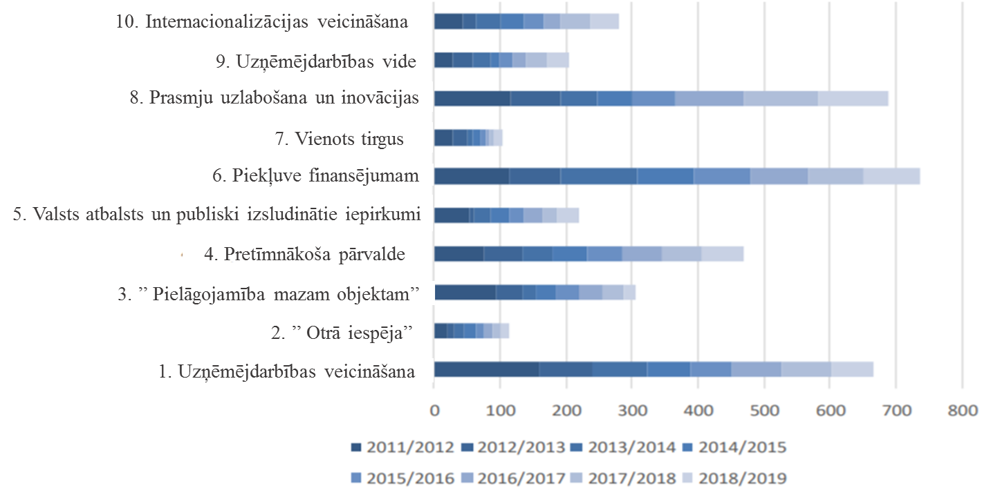 10. Internacionalizācijas veicināšana
9. Uzņēmējdarbības vide
8. Prasmju uzlabošana un inovācijas
7. Vienots tirgus
6. Piekļuve finansējumam
5. Valsts atbalsts un publiski izsludinātie iepirkumi
4. Pretīmnākoša pārvalde
3. ” Pielāgojamība mazam objektam”
2. ” Otrā iespēja”
1. Uzņēmējdarbības veicināšana
0 100 200 300 400 500 600 700 800
2011/2012 2012/2013 2013/2014 2014/2015
2015/2016 2016/2017 2017/2018 2018/2019